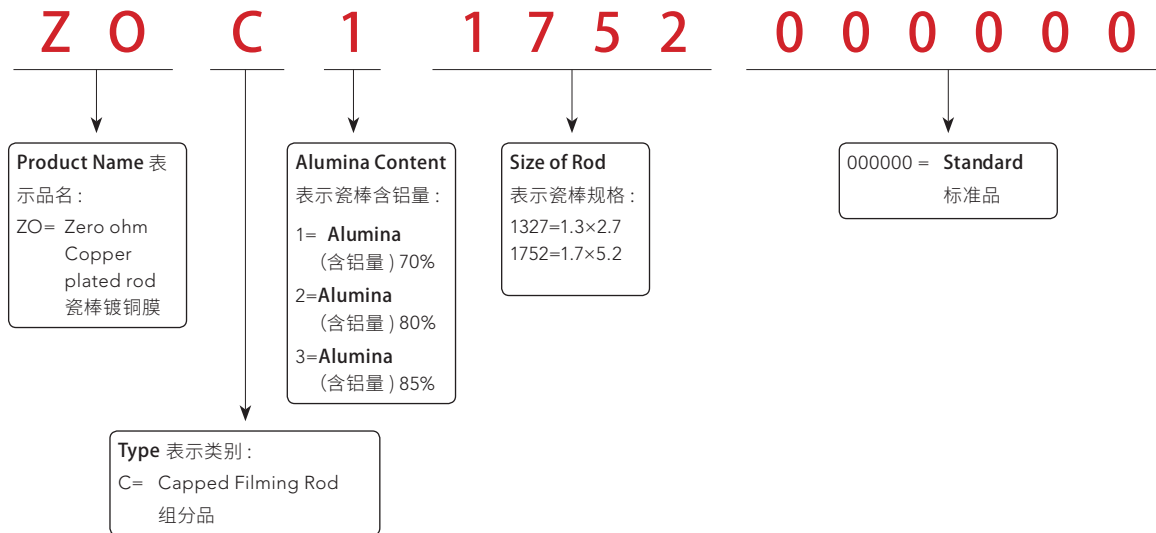 Z O C 1 1 7 5 2 0 0 0 0 0 0
Product Name 表
示品名 :
ZO= Zero ohm
Copper
plated rod
瓷棒镀铜膜
Alumina Content
表示瓷棒含铝量 :
1= Alumina
(含铝量 ) 70%
2=Alumina
(含铝量 ) 80%
3=Alumina
(含铝量 ) 85%
Size of Rod
表示瓷棒规格 :
1327=1.3×2.7
1752=1.7×5.2
000000 = Standard
标准品
Type 表示类别 :
C= Capped Filming Rod
组分品